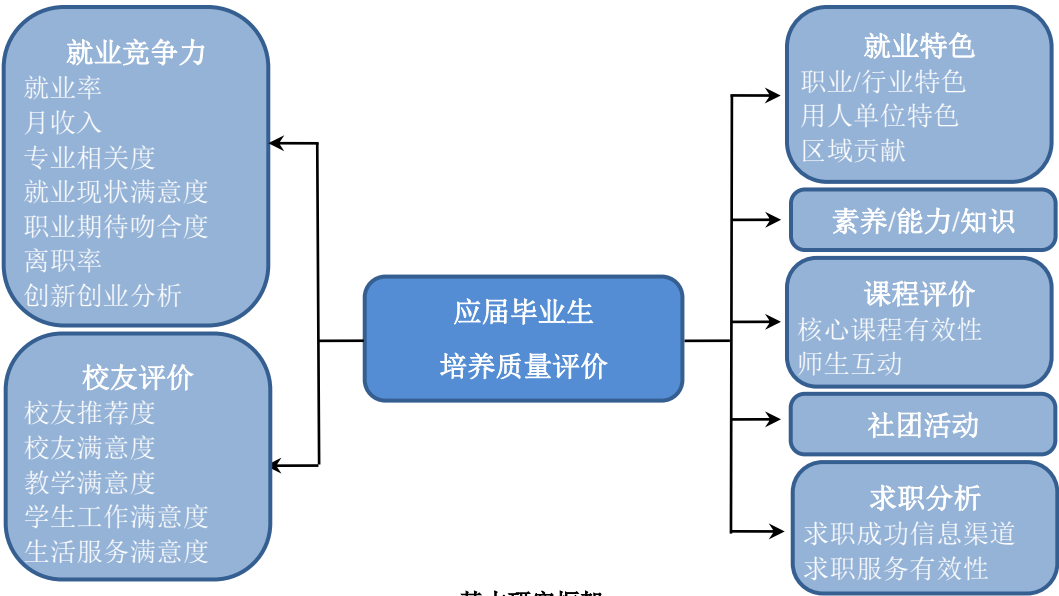 就业竞争力
就业率
月收入
专业相关度
就业现状满意度
职业期待吻合度
离职率
创新创业分析
校友评价
校友推荐度
校友满意度
教学满意度
学生工作满意度
生活服务满意度
应届毕业生
培养质量评价
就业特色
职业/行业特色
用人单位特色
区域贡献
素养/能力/知识
课程评价
核心课程有效性
师生互动
社团活动
求职分析
求职成功信息渠道
求职服务有效性